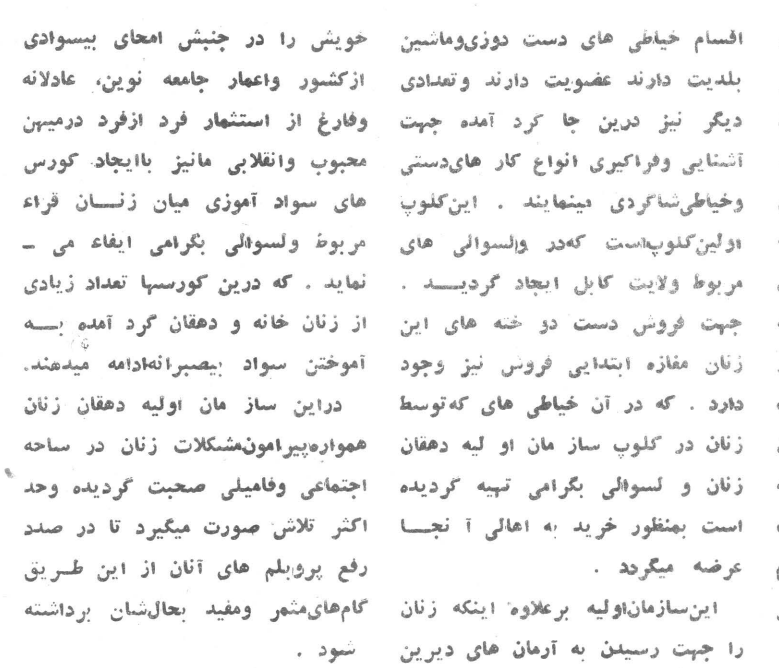 اقسام خیاطی های دست دوزی‌وماشین
بلدیت دارند عضویت دارند وتعدادی
دیگر نیز درین جا گرد آمده جهت
آشنایی وفراگیری انواع کار های‌دستی
وخیاطی‌شاگردی مینمایند . این‌کلوپ
اولین‌کلوپ‌است که‌در ولسوالی های
مربوط ولایت کابل ایجاد گردیــــد .
جهت فروش دست دو خته های این
زنان مغازه ابتدایی فروش نیز وجود
دارد . که در آن خیاطی های که‌توسط
زنان در کلوپ ساز مان او لیه دهقان
زنان و لسوالی بگرامی تهیه گردیده
است بمنظور خرید به اهالی آ نجــــا
عرضه میگردد .
این‌سازمان‌اولیه برعلاوه اینکه زنان
را جهت رسیدن به آرمان های دیرین
خویش را در جنبش امحای بیسوادی
ازکشور واعمار جامعه نوین، عادلانه
وفارغ از استثمار فرد ازفرد درمیهن
محبوب وانقلابی مانیز باایجاد کورس
های سواد آموزی میان زنـــان قراء
مربوط ولسوالی بگرامی ایفاء می ـ
نماید . که درین کورسها تعداد زیادی
از زنان خانه و دهقان گرد آمده بــــه
آموختن سواد بیصبرانه‌ادامه میدهند.
دراین ساز مان اولیه دهقان زنان
همواره‌پیرامون‌مشکلات زنان در ساحه
اجتماعی وفامیلی صحبت گردیده وحد
اکثر تلاش صورت میگیرد تا در صدد
رفع پروبلم های آنان از این طـــریق
گام‌های‌مثمر ومفید بحال‌شان برداشته
شود .